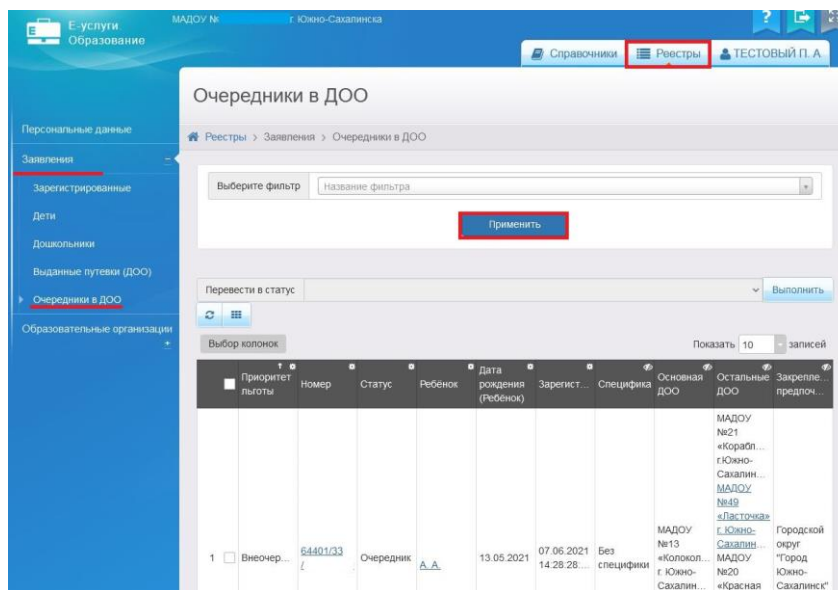 Е-услуги.
Образование
МАДОУ №
г. Южно-Сахалинска
?
Справочники
Реестры
ТЕСТОВЫЙ П. А.
Очередники в ДОО
Реестры > Заявления > Очередники в ДОО
Персональные данные
Заявления
Зарегистрированные
Дети
Дошкольники
Выданные путевки (ДОО)
Очередники в ДОО
Образовательные организации
Выберите фильтр
Название фильтра
Применить
Перевести в статус
Выполнить
Выбор колонок
Показать 10 записей
Приоритет льготы
Номер
Статус
Ребёнок
Дата рождения (Ребёнок)
Зарегист...
Специфика
Основная ДОО
Остальные ДОО
Закрепле... предпоч...
1
Внеочер...
64401/33
/
Очередник
А. А.
13.05.2021
07.06.2021
14:28:28:...
Без
специфики
МАДОУ
№13
«Колокол...
г. Южно-
Сахалин...
МАДОУ
№21
«Корабл...
г.Южно-
Сахалин...
МАДОУ
№49
«Ласточка»
г. Южно-
Сахалин...
МАДОУ
№20
«Красная
Городской
округ
"Город
Южно-
Сахалинск"